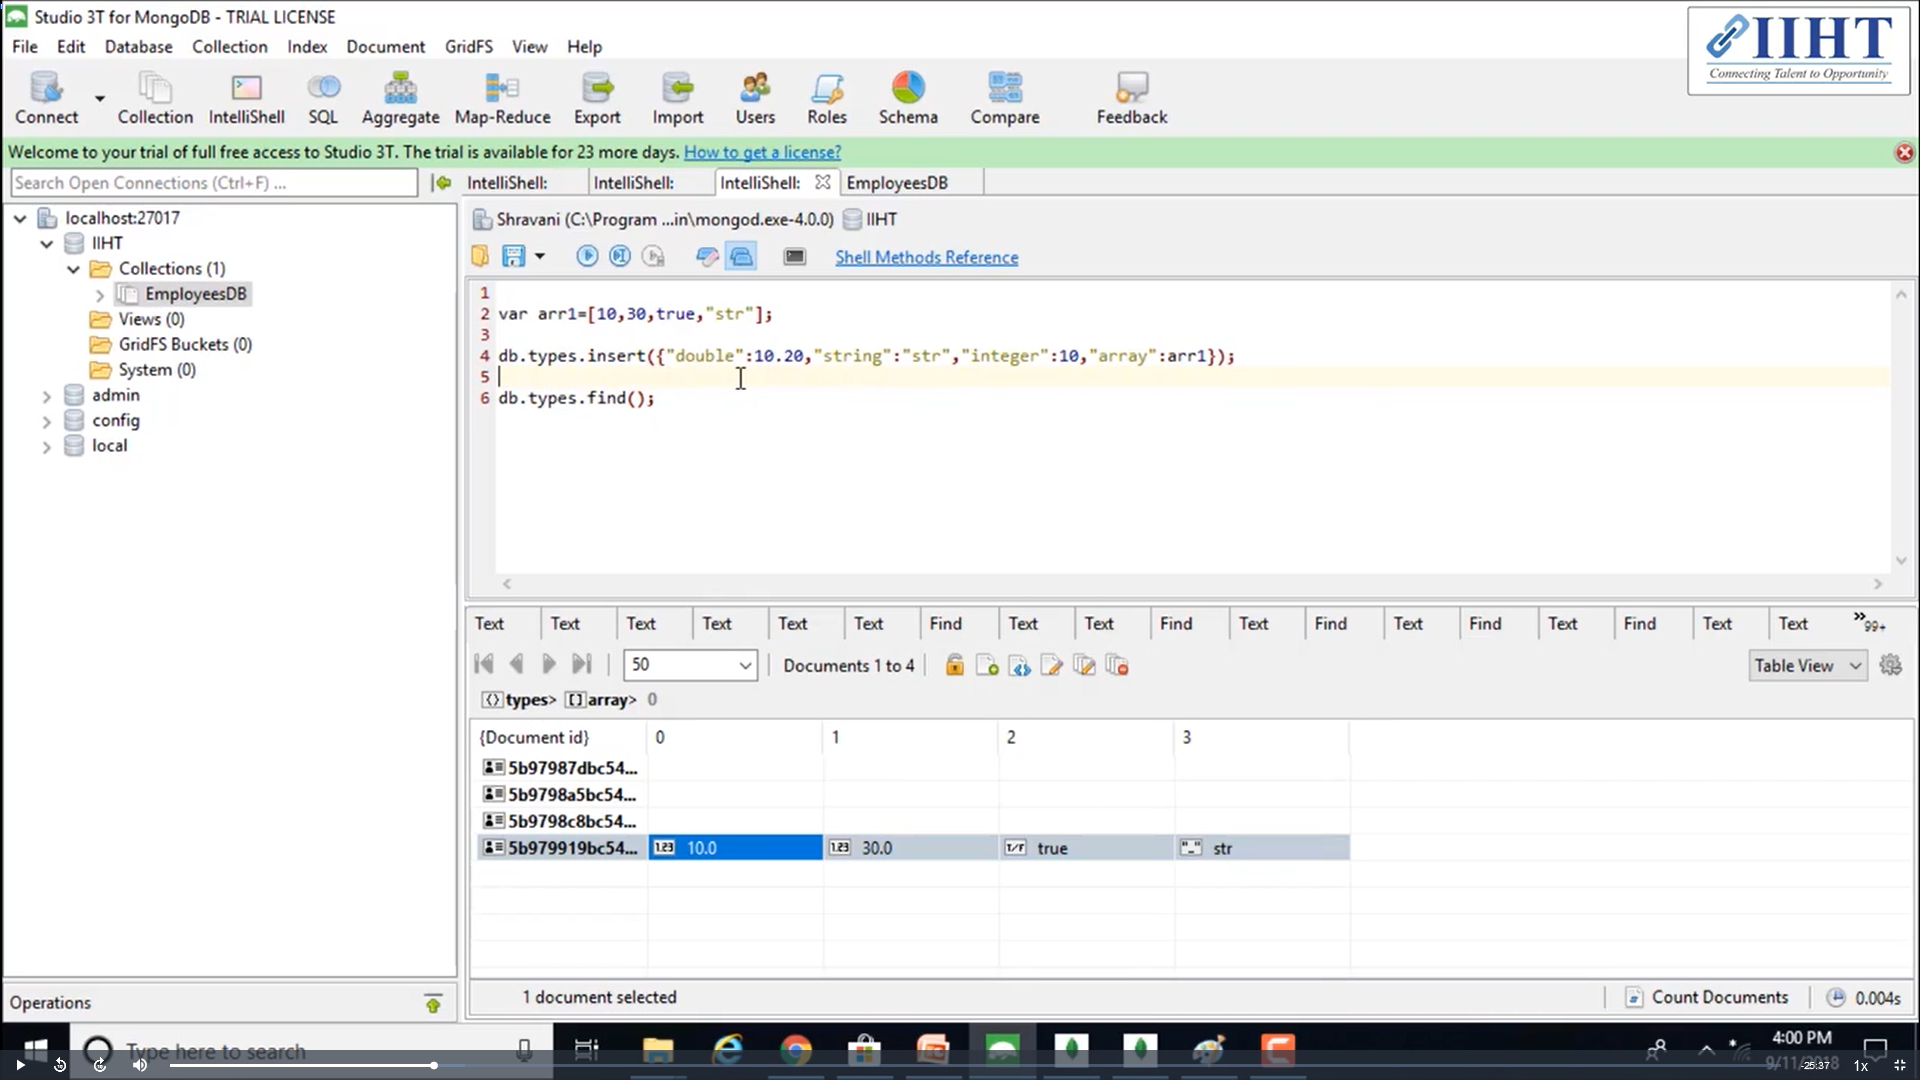 Studio 3T for MongoDB - TRIAL LICENSE
IIHT
Connecting Talent to Opportunity
File Edit Database Collection Index Document GridFS View Help
Connect Collection IntelliShell SQL Aggregate Map-Reduce Export Import Users Roles Schema Compare Feedback
Welcome to your trial of full free access to Studio 3T. The trial is available for 23 more days. How to get a license?
Search Open Connections (Ctrl+F) ...
IntelliShell: IntelliShell: IntelliShell: EmployeesDB
localhost:27017
IIHT
Collections (1)
EmployeesDB
Views (0)
GridFS Buckets (0)
System (0)
admin
config
local
Shravani (C:\Program ...in\mongod.exe-4.0.0) IIHT
Shell Methods Reference
1
2 var arr1=[10,30,true,"str"];
3
4 db.types.insert({"double":10.20,"string":"str","integer":10,"array":arr1});
5
6 db.types.find();
Text Text Text Text Text Text Find Text Text Find Text Find Text Find Text Find Text Text 99+
50 Documents 1 to 4 Table View
types> array> 0
{Document id} 0 1 2 3
5b97987dbc54...
5b9798a5bc54...
5b9798c8bc54...
5b979919bc54... 10.0 30.0 true str
Operations
1 document selected Count Documents 0.004s
Type here to search
4:00 PM
9/11/2018
-25:37 1x